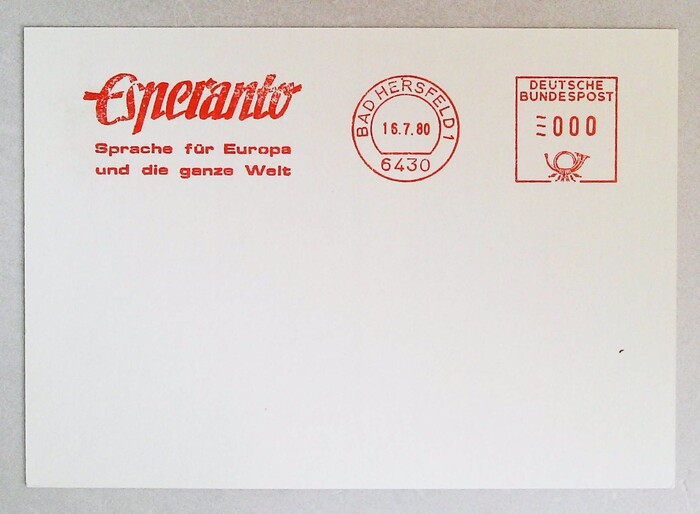 Esperanto
Sprache für Europa
und die ganze Welt
BAD HERSFELD 1
16.7.80
6430
DEUTSCHE
BUNDESPOST
000